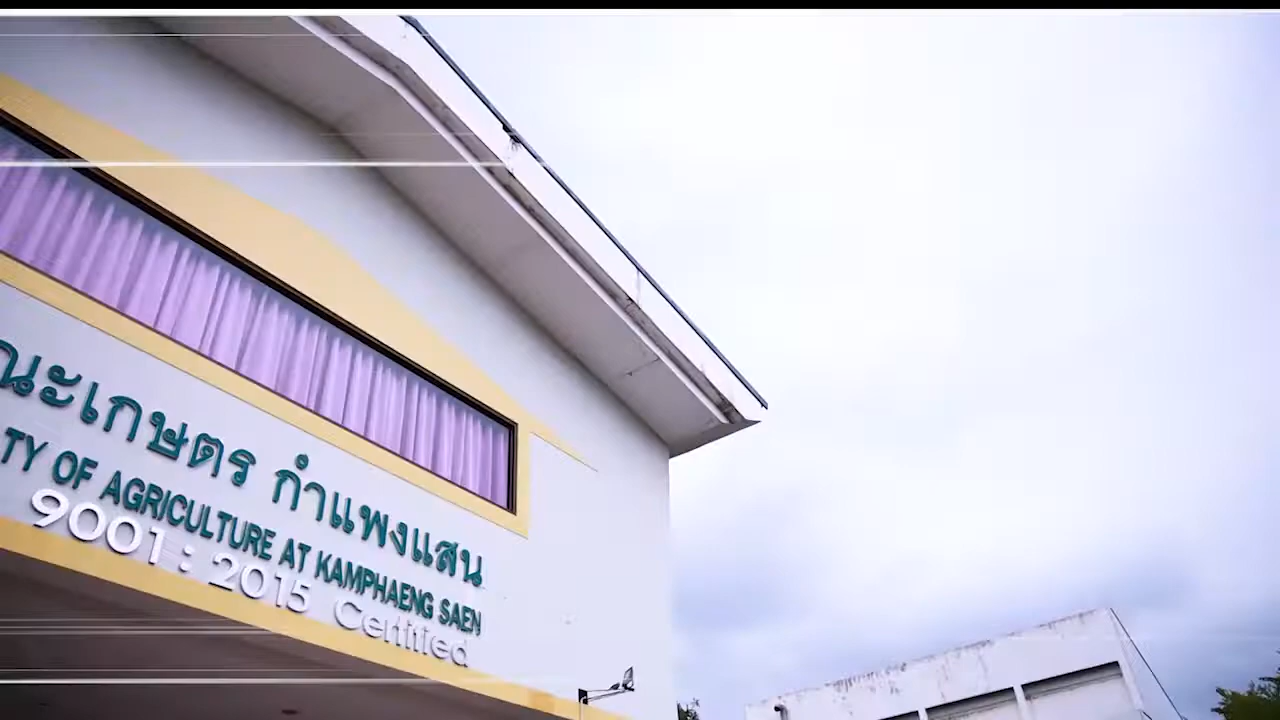 ณะเกษตร กำแพงแสน
LTY OF AGRICULTURE AT KAMPHAENG SAEN
9001 : 2015 Certified